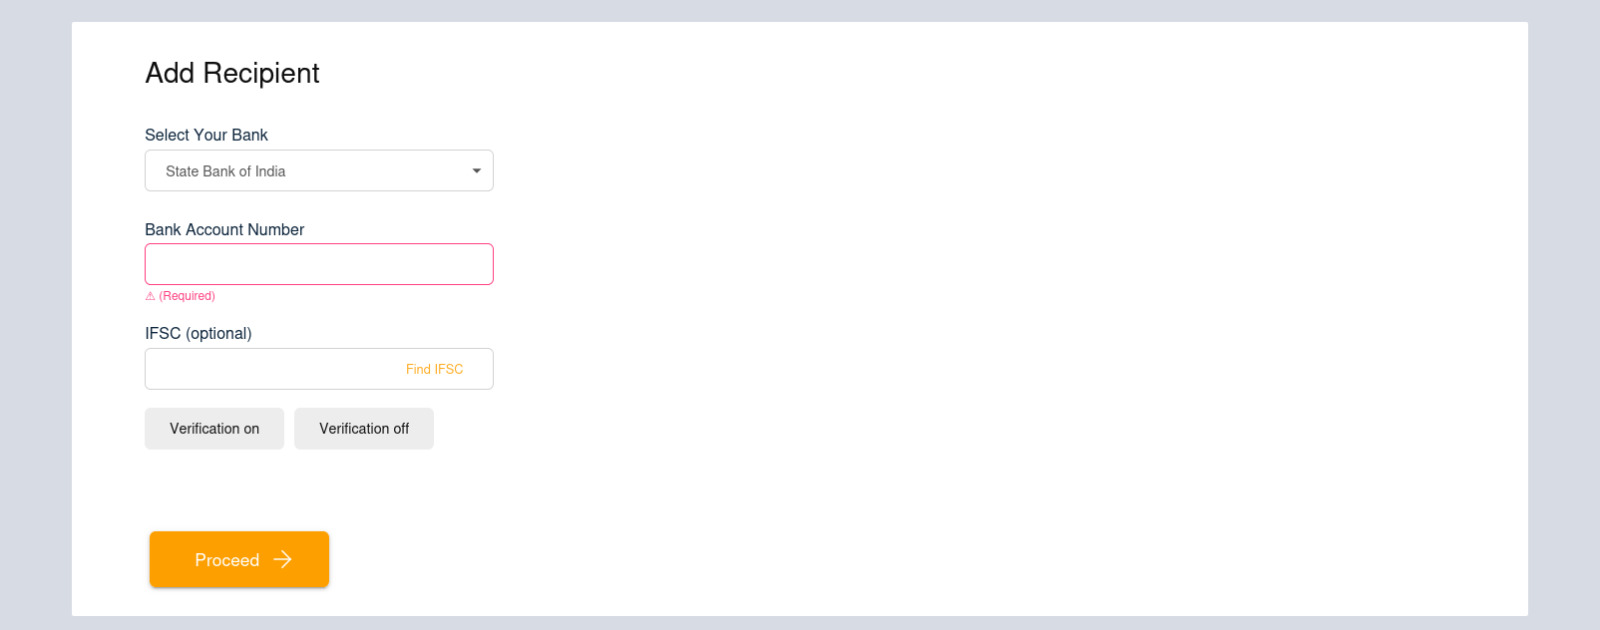 Add Recipient
Select Your Bank
State Bank of India
Bank Account Number
⚠ (Required)
IFSC (optional)
Find IFSC
Verification on Verification off
Proceed →